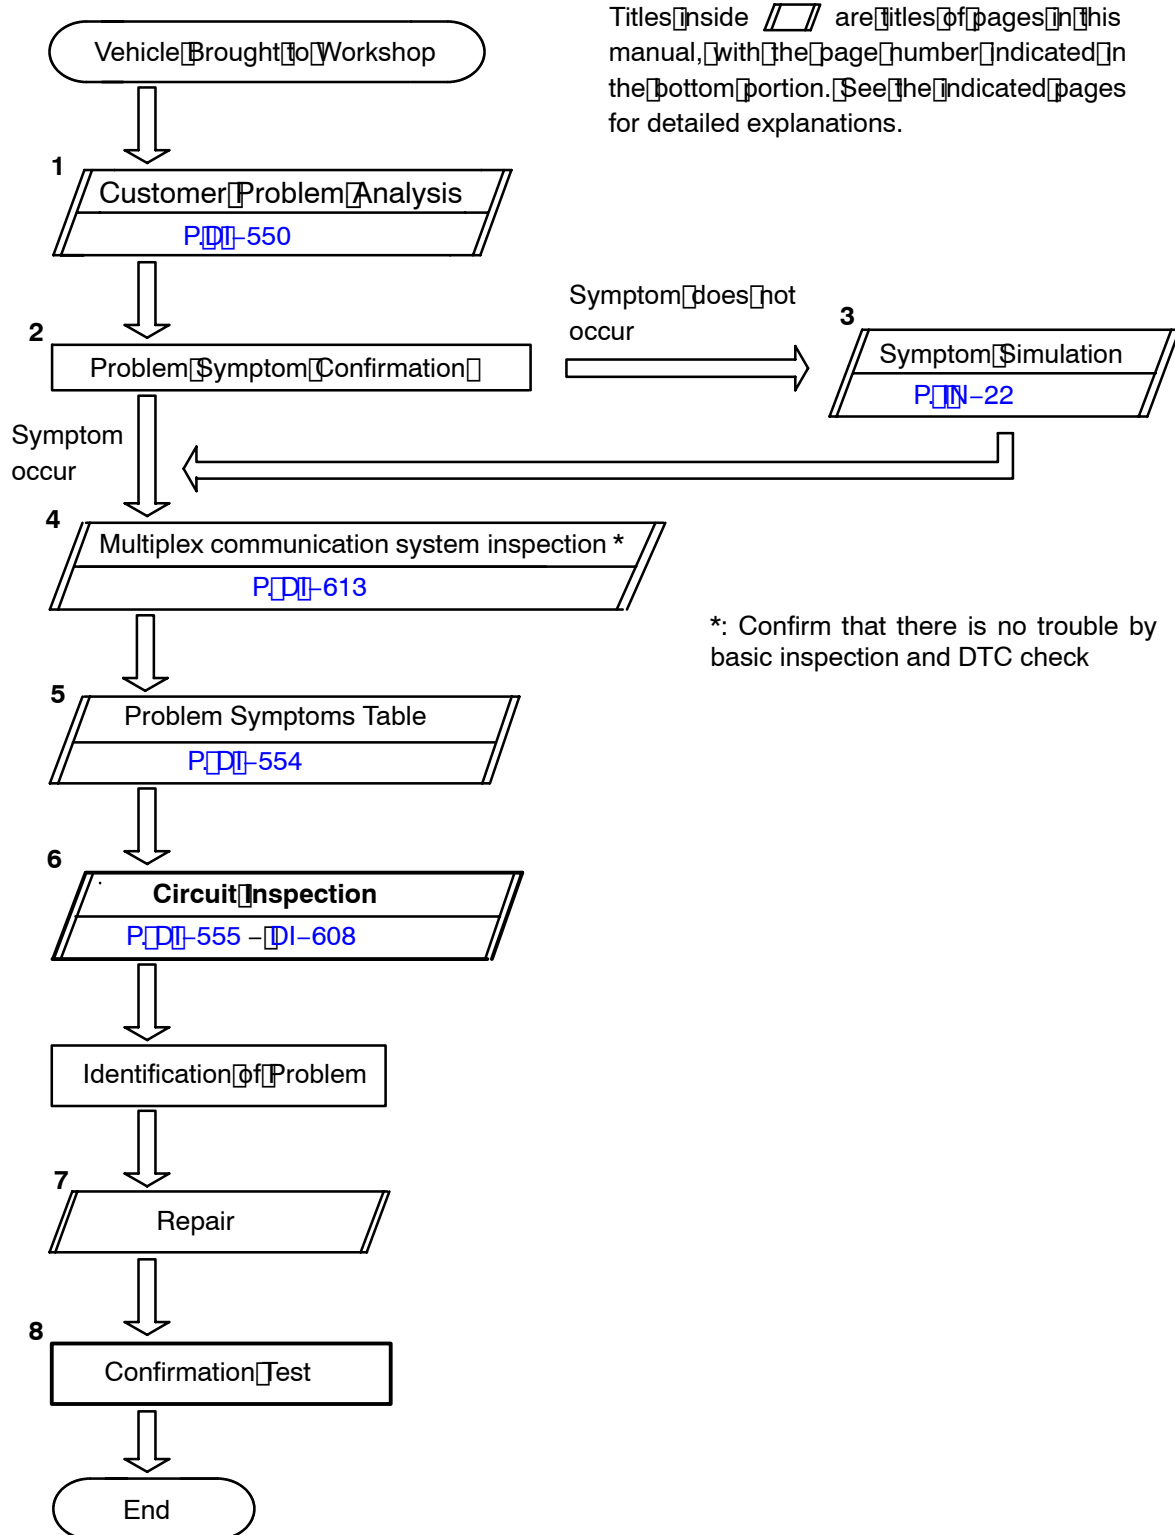 Titles inside are titles of pages in this
manual, with the page number indicated in
the bottom portion. See the indicated pages
for detailed explanations.
Vehicle Brought to Workshop
1
Customer Problem Analysis
P. DI–550
2
Problem Symptom Confirmation
Symptom does not
occur
3
Symptom Simulation
P. IN–22
Symptom
occur
4
Multiplex communication system inspection *
P. DI–613
*: Confirm that there is no trouble by
basic inspection and DTC check
5
Problem Symptoms Table
P. DI–554
6
Circuit Inspection
P. DI–555 – DI–608
Identification of Problem
7
Repair
8
Confirmation Test
End